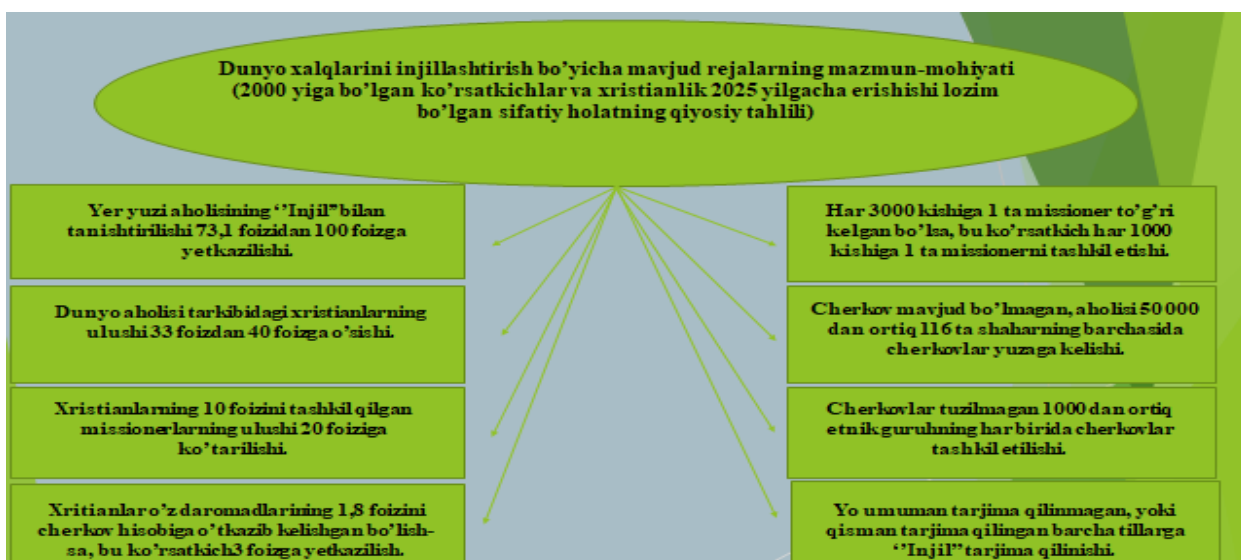 Dunyo xalqlarini injillashtirish bo’yicha mavjud rejalarning mazmun-mohiyati
(2000 yiga bo’lgan ko’rsatkichlar va xristianlik 2025 yilgacha erishishi lozim
bo’lgan sifatiy holatning qiyosiy tahlili)
Yer yuzi aholisining ‘’Injil’’ bilan
tanishtirilishi 73,1 foizidan 100 foizga
yetkazilishi.
Dunyo aholisi tarkibidagi xristianlarning
ulushi 33 foizdan 40 foizga o’sishi.
Xristianlarning 10 foizini tashkil qilgan
missionerlarning ulushi 20 foiziga
ko’tarilishi.
Xritianlar o’z daromadlarining 1,8 foizini
cherkov hisobiga o’tkazib kelishgan bo’lish-
sa, bu ko’rsatkich3 foizga yetkazilish.
Har 3000 kishiga 1 ta missioner to’g’ri
kelgan bo’lsa, bu ko’rsatkich har 1000
kishiga 1 ta missionerni tashkil etishi.
Cherkov mavjud bo’lmagan, aholisi 50 000
dan ortiq 116 ta shaharning barchasida
cherkovlar yuzaga kelishi.
Cherkovlar tuzilmagan 1000 dan ortiq
etnik guruhning har birida cherkovlar
tashkil etilishi.
Yo umuman tarjima qilinmagan, yoki
qisman tarjima qilingan barcha tillarga
‘’Injil’’ tarjima qilinishi.